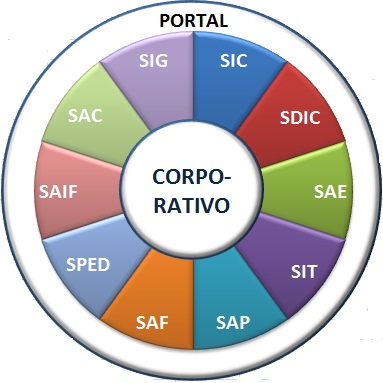 PORTAL
SIG
SIC
SAC
SDIC
SAIF
SAE
SPED
SIT
SAF
SAP
CORPO-
RATIVO